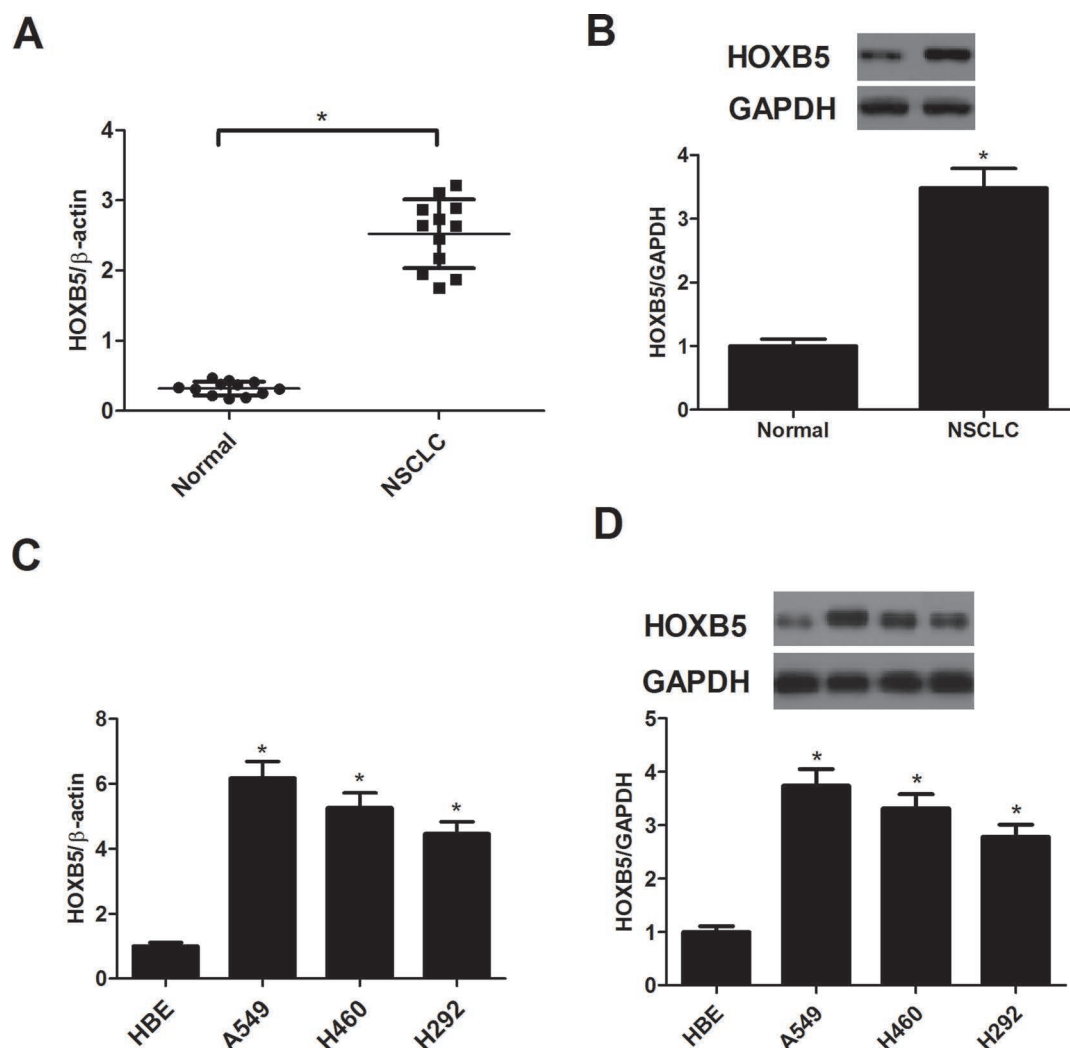 A
HOXB5/β-actin
4
3
2
1
0
*
Normal
NSCLC
B
HOXB5
GAPDH
HOXB5/GAPDH
4
3
2
1
0
*
Normal
NSCLC
C
HOXB5/β-actin
8
6
4
2
0
*
*
*
HBE
A549
H460
H292
D
HOXB5
GAPDH
HOXB5/GAPDH
5
4
3
2
1
0
*
*
*
HBE
A549
H460
H292